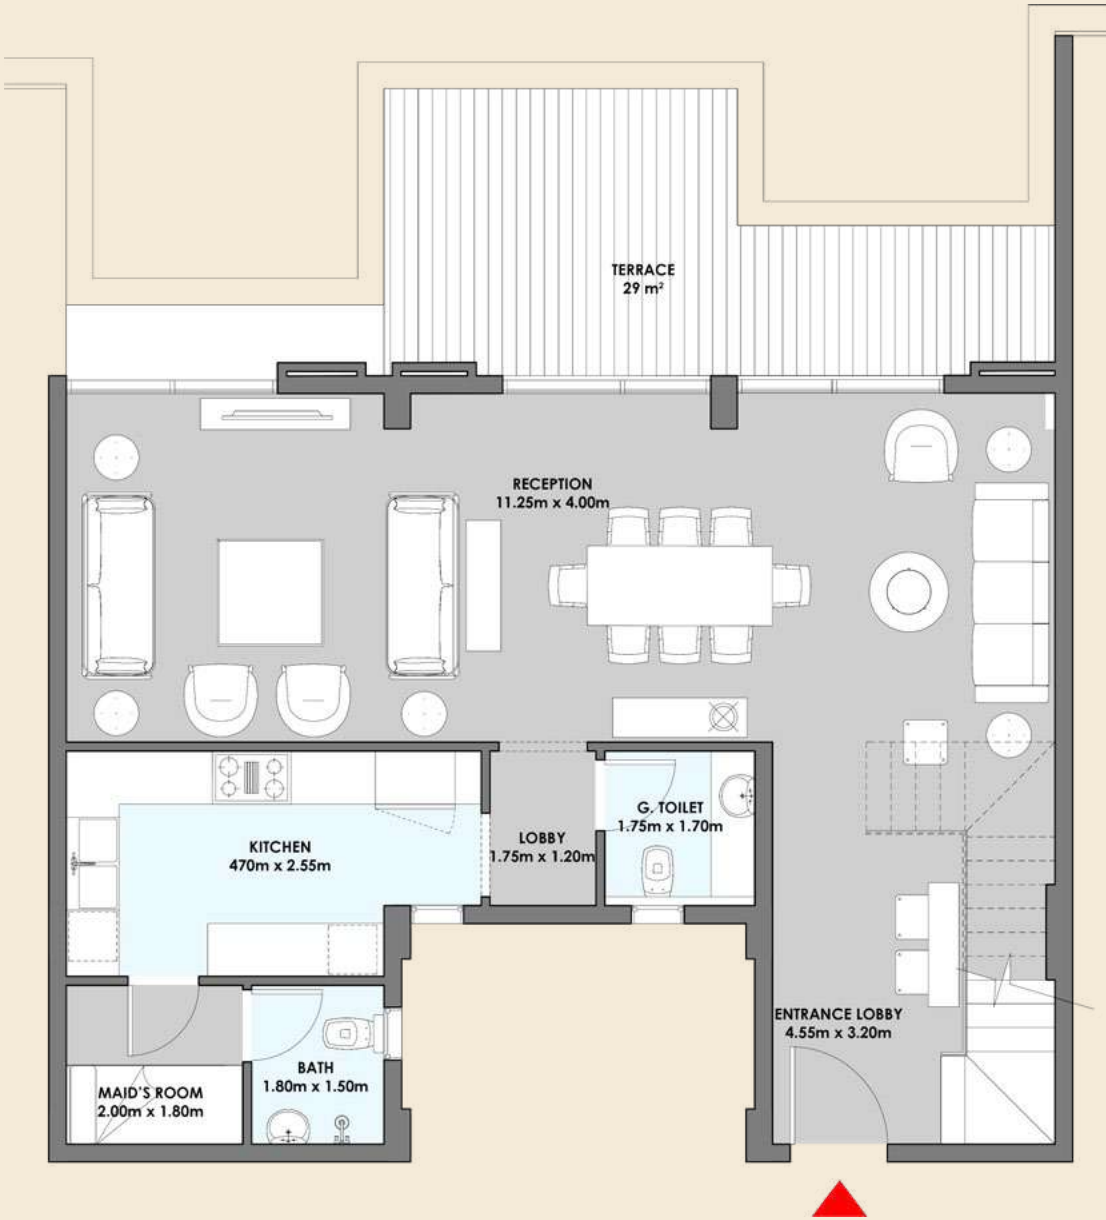 TERRACE
29 m²
RECEPTION
11.25m x 4.00m
KITCHEN
470m x 2.55m
LOBBY
1.75m x 1.20m
G. TOILET
1.75m x 1.70m
ENTRANCE LOBBY
4.55m x 3.20m
MAID'S ROOM
2.00m x 1.80m
BATH
1.80m x 1.50m